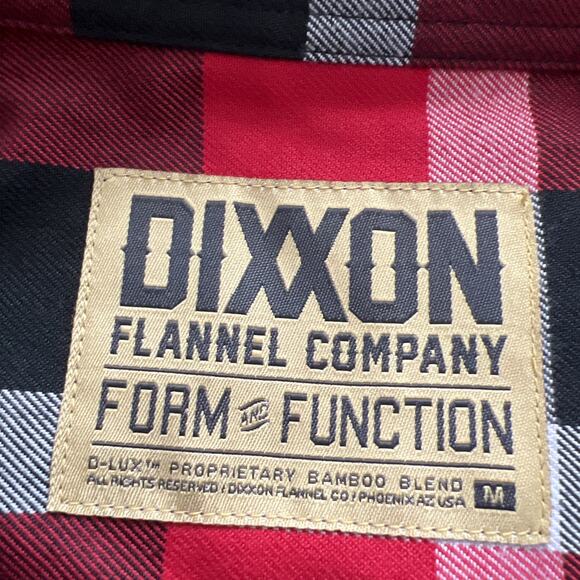 DIXXON
FLANNEL COMPANY
FORM AND FUNCTION
D-LUX™ PROPRIETARY BAMBOO BLEND
ALL RIGHTS RESERVED / DIXXON FLANNEL CO / PHOENIX AZ USA M